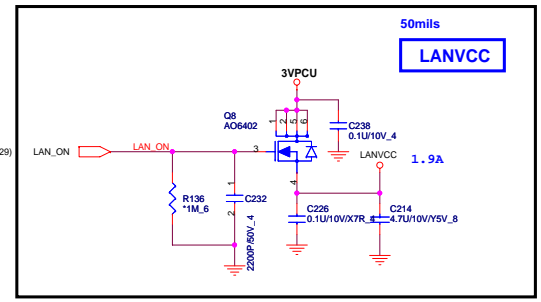 50mils
LANVCC
3VPCU
Q8
AO6402
1
2
5
6
C238
0.1U/10V_4
29)
LAN_ON
LAN_ON
3
LANVCC
1.9A
4
R136
*1M_6
1
C232
2
2200P/50V_4
C226
0.1U/10V/X7R_4
C214
4.7U/10V/Y5V_8